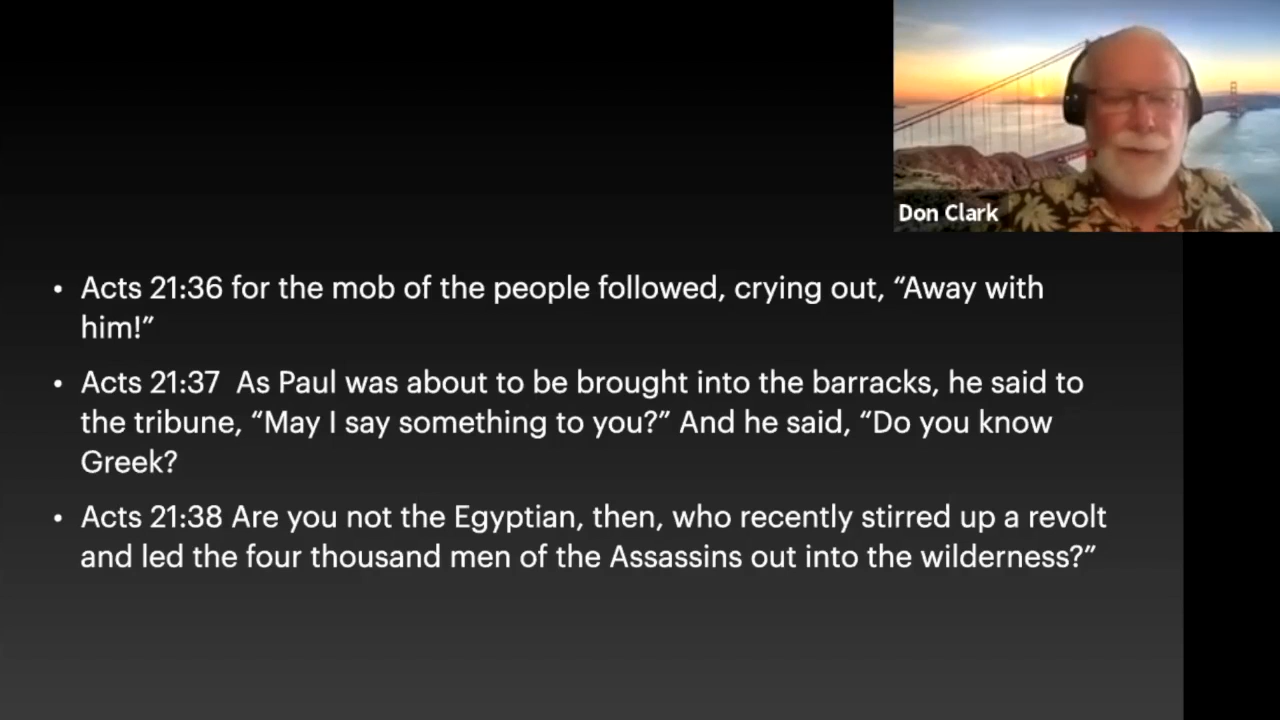 Don Clark
• Acts 21:36 for the mob of the people followed, crying out, “Away with
him!”
• Acts 21:37  As Paul was about to be brought into the barracks, he said to
the tribune, “May I say something to you?” And he said, “Do you know
Greek?
• Acts 21:38 Are you not the Egyptian, then, who recently stirred up a revolt
and led the four thousand men of the Assassins out into the wilderness?”